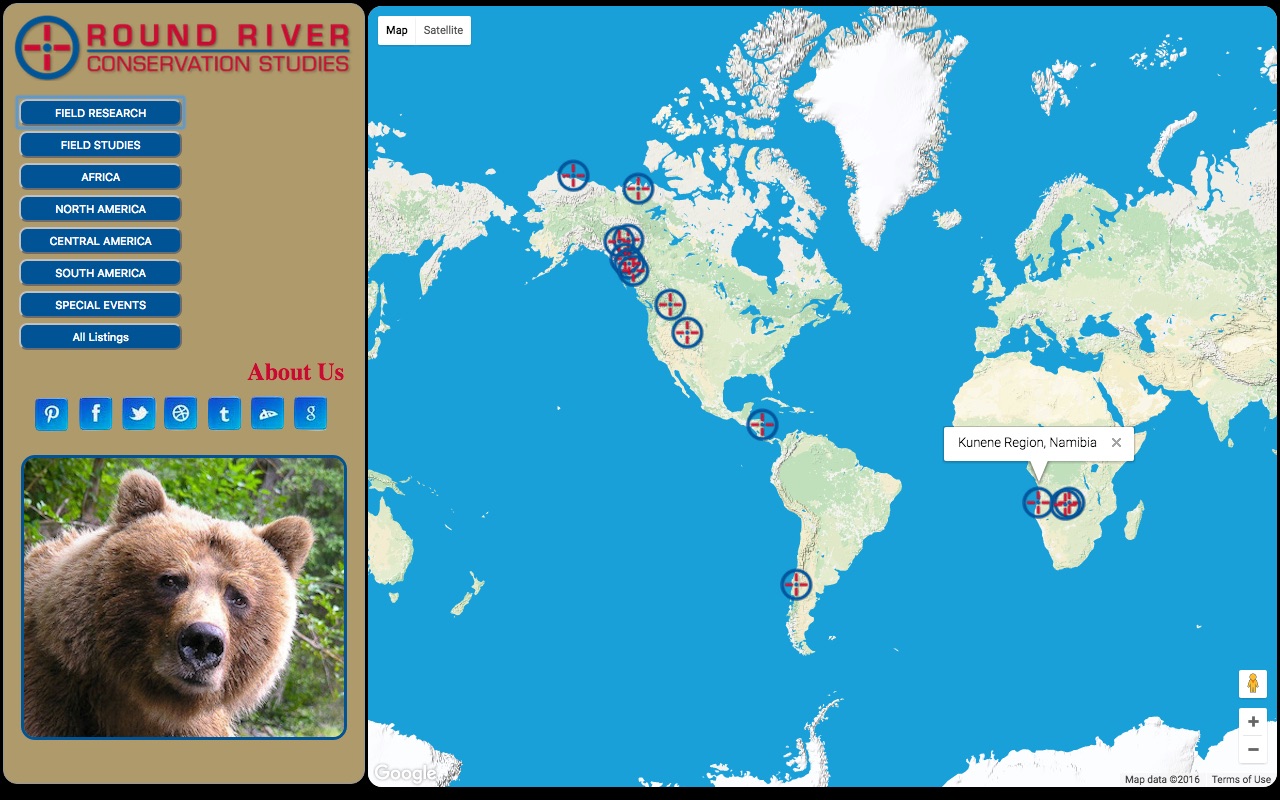 ROUND RIVER
CONSERVATION STUDIES
FIELD RESEARCH
FIELD STUDIES
AFRICA
NORTH AMERICA
CENTRAL AMERICA
SOUTH AMERICA
SPECIAL EVENTS
All Listings
About Us
Map Satellite
Kunene Region, Namibia
Google
Map data ©2016 Terms of Use